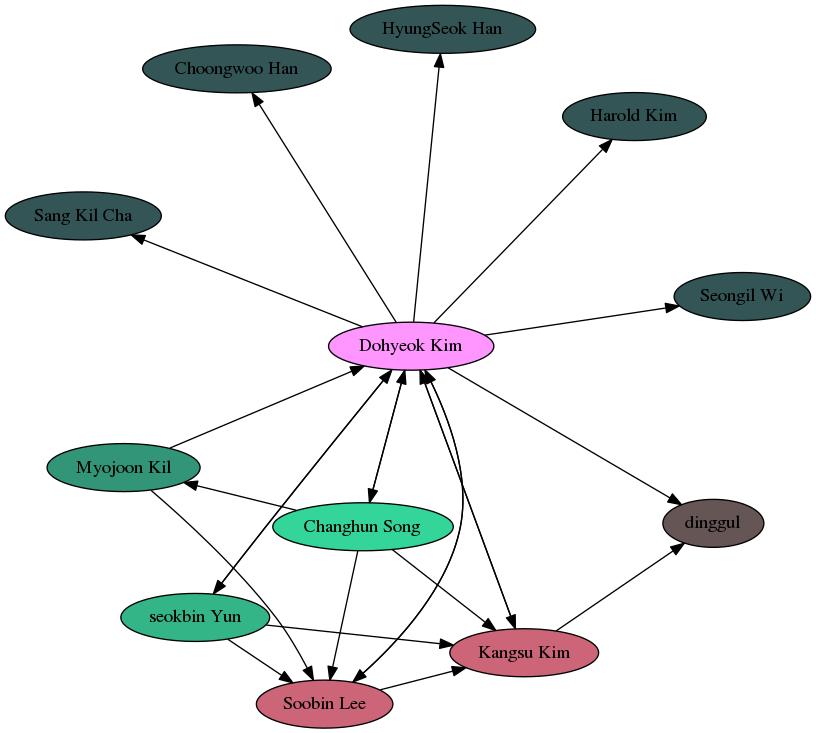 HyungSeok Han
Choongwoo Han
Harold Kim
Sang Kil Cha
Seongil Wi
Dohyeok Kim
Myojoon Kil
Changhun Song
dinggul
seokbin Yun
Kangsu Kim
Soobin Lee